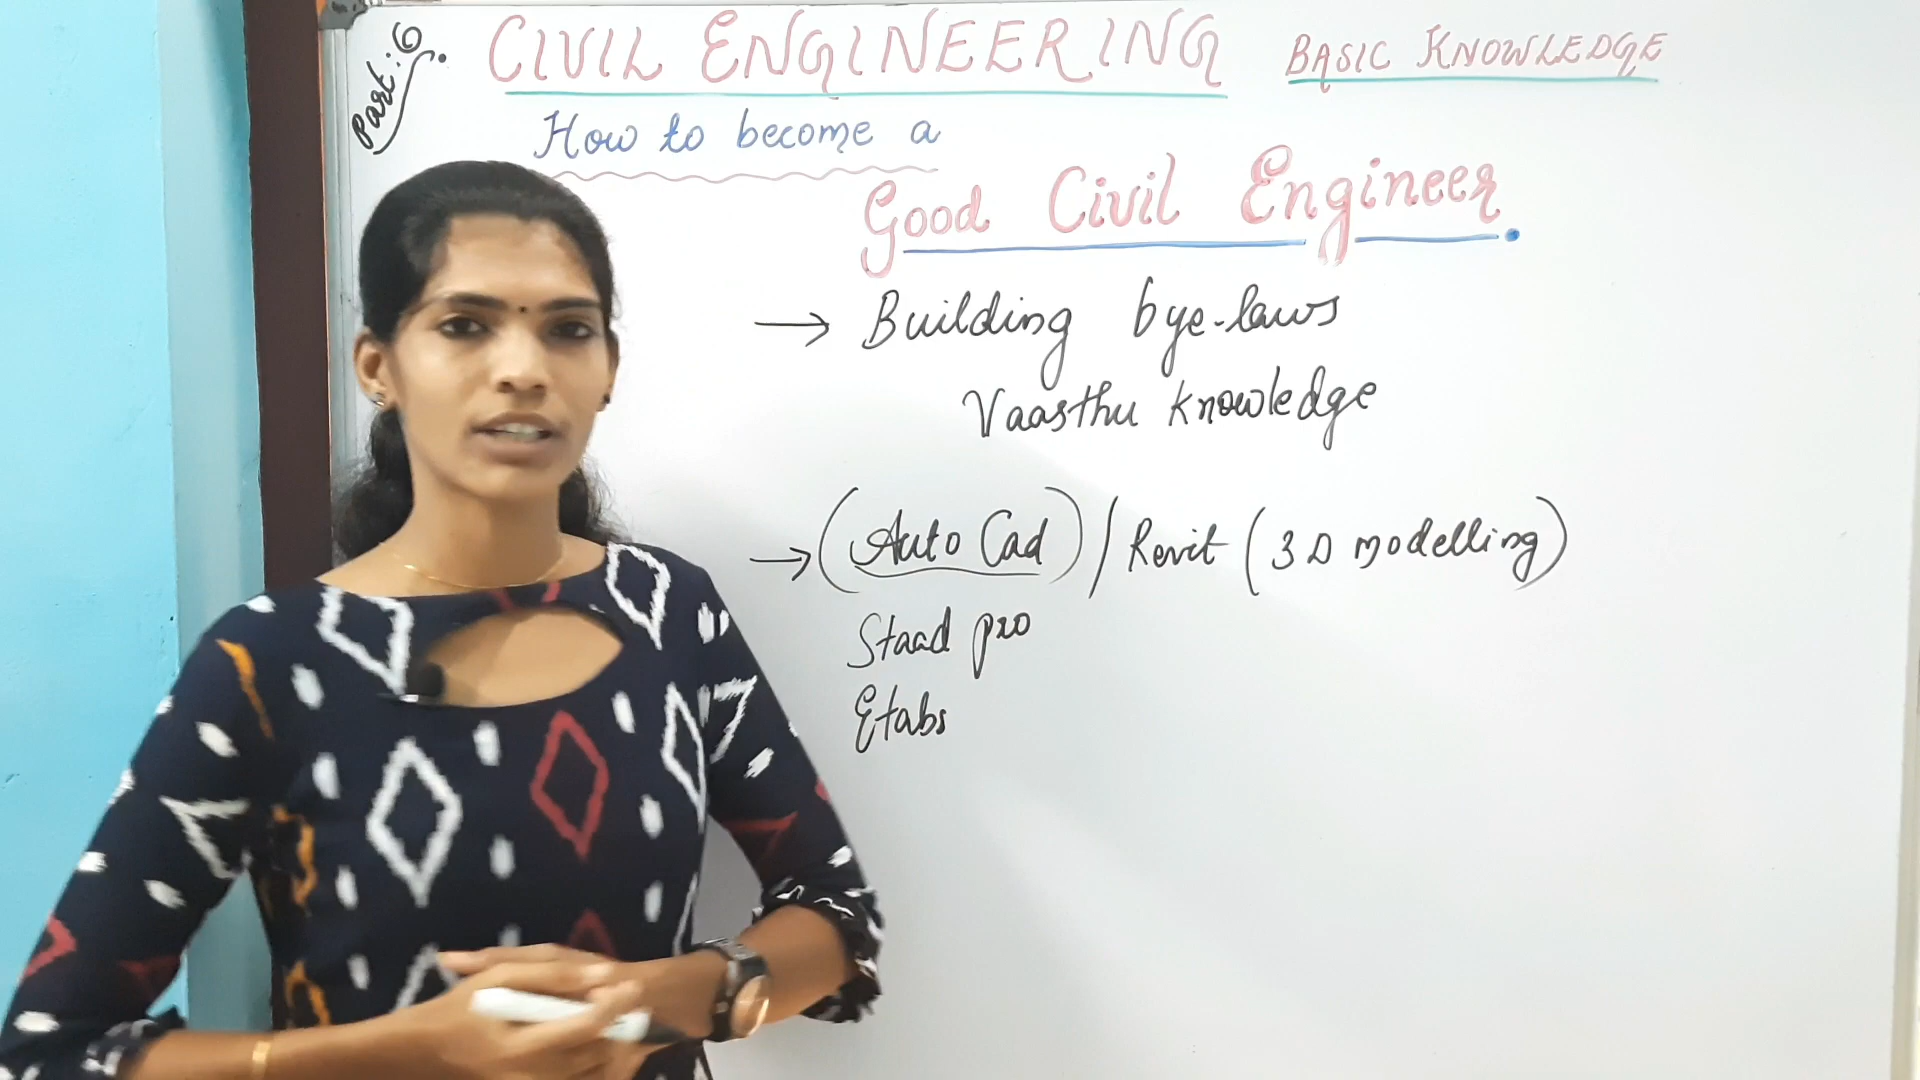 Part: 6
CIVIL ENGINEERING BASIC KNOWLEDGE
How to become a
Good Civil Engineer.
→ Building bye-laws
Vaasthu knowledge
→ (Auto Cad) / Revit (3D modelling)
Staad pro
Etabs